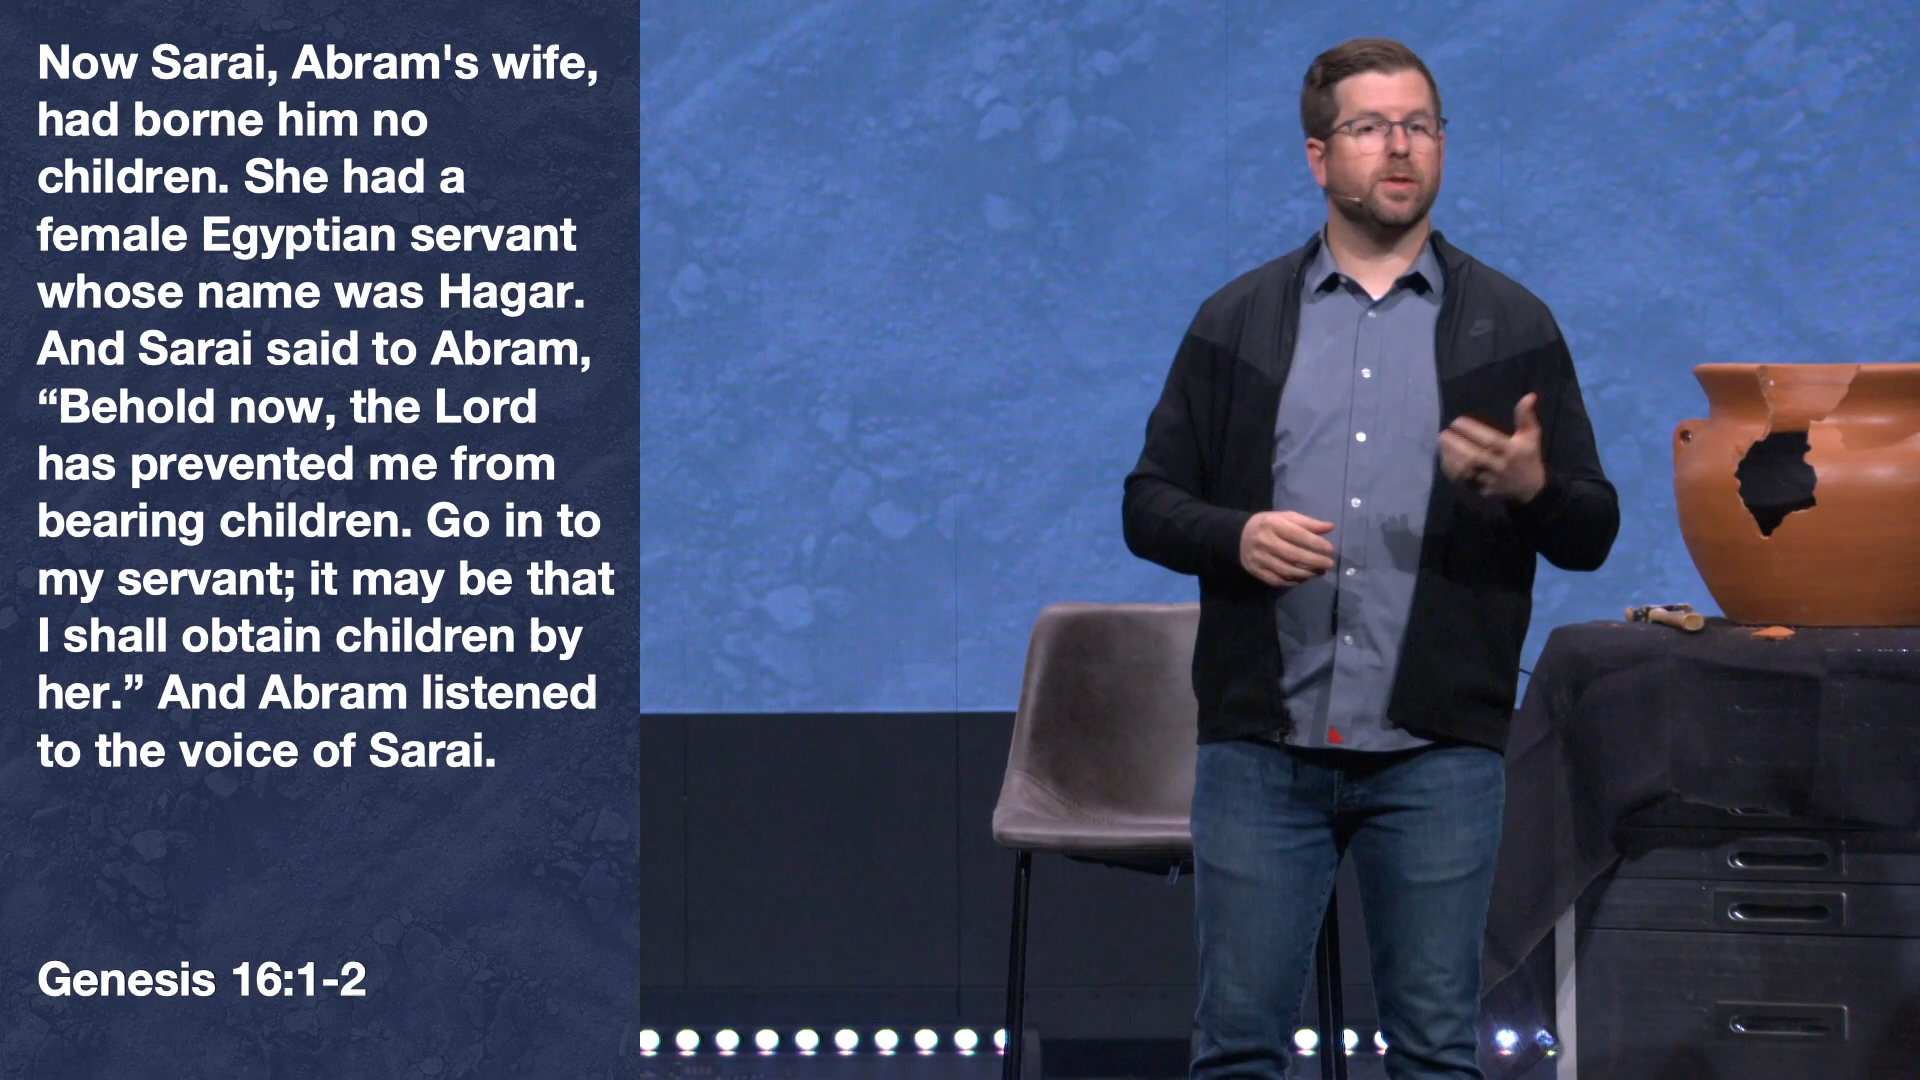 Now Sarai, Abram's wife,
had borne him no
children. She had a
female Egyptian servant
whose name was Hagar.
And Sarai said to Abram,
“Behold now, the Lord
has prevented me from
bearing children. Go in to
my servant; it may be that
I shall obtain children by
her.” And Abram listened
to the voice of Sarai.
Genesis 16:1-2